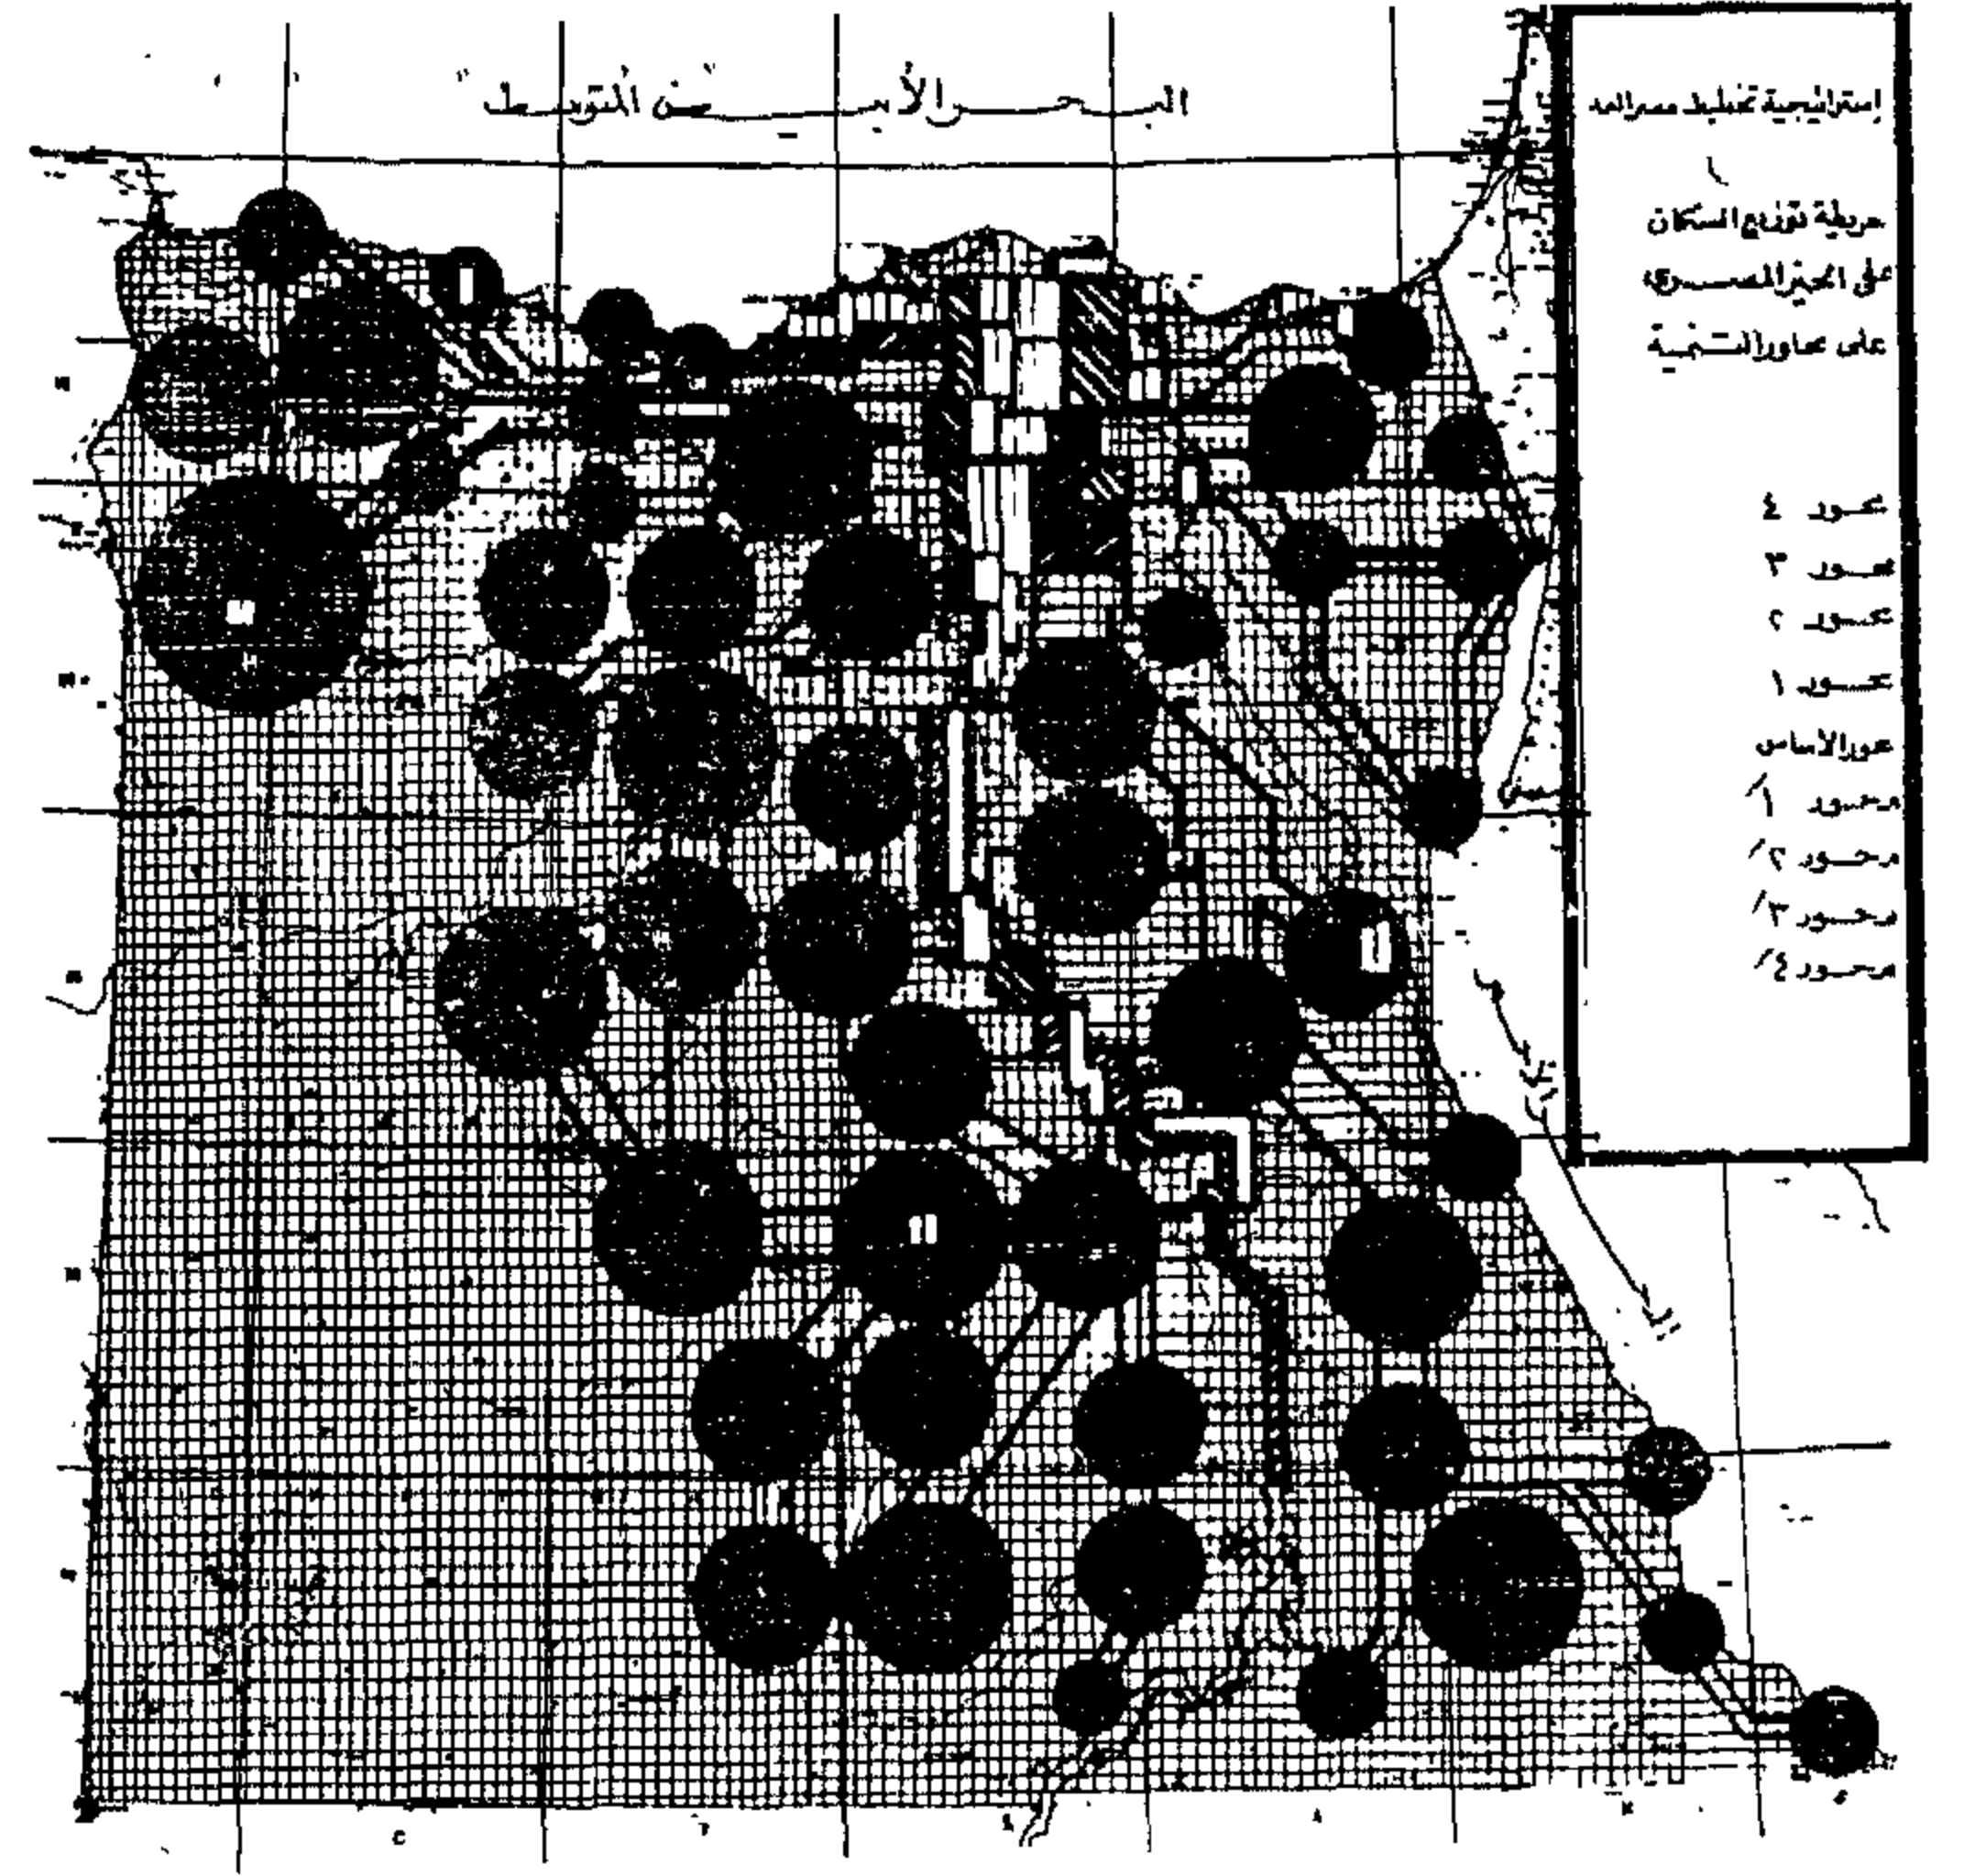 البحر الأبيض المتوسط
إستراتيجية تخطيط مصر
خريطة توزيع السكان
على الحيز المصري
على محاور التنمية
محور ٤
محور ٣
محور ٢
محور ١
محور الأساس
محور ١/
محور ٢/
محور ٣/
محور ٤/